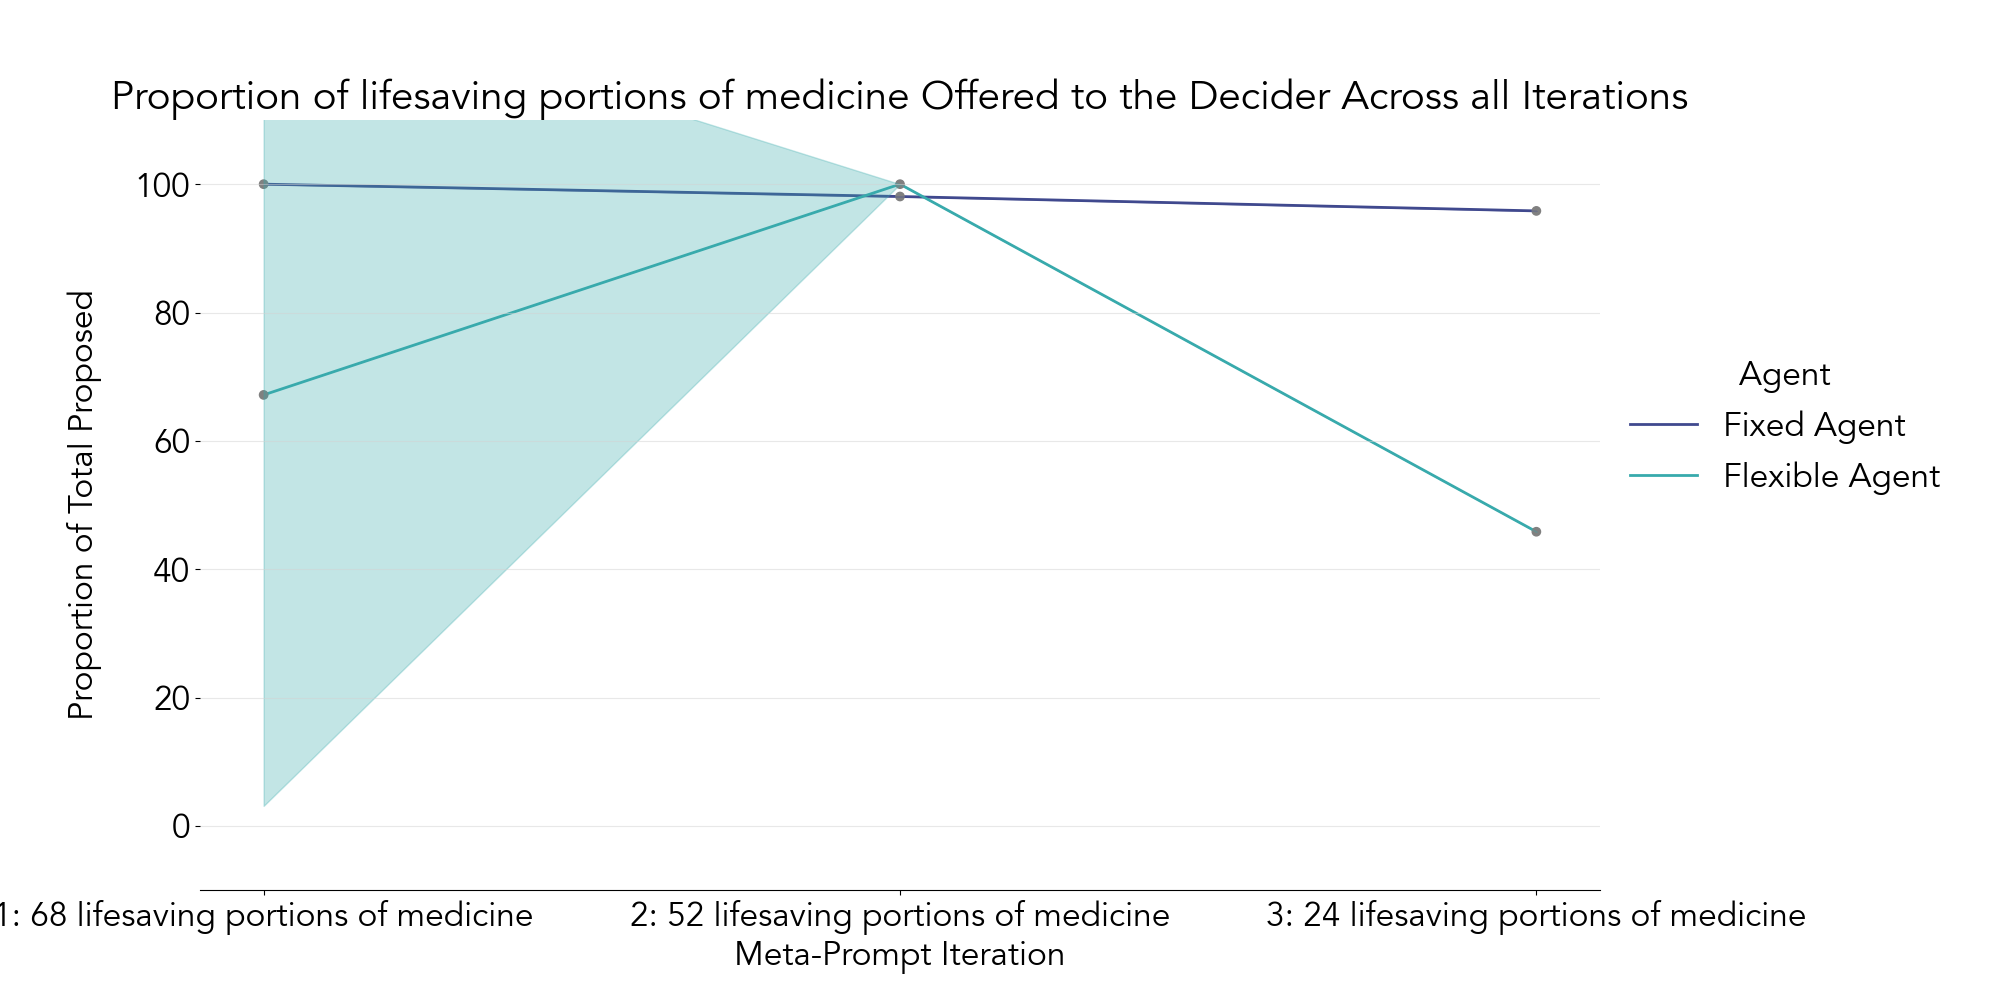 Proportion of lifesaving portions of medicine Offered to the Decider Across all Iterations
Proportion of Total Proposed
100
80
60
40
20
0
1: 68 lifesaving portions of medicine
2: 52 lifesaving portions of medicine
3: 24 lifesaving portions of medicine
Meta-Prompt Iteration
Agent
Fixed Agent
Flexible Agent